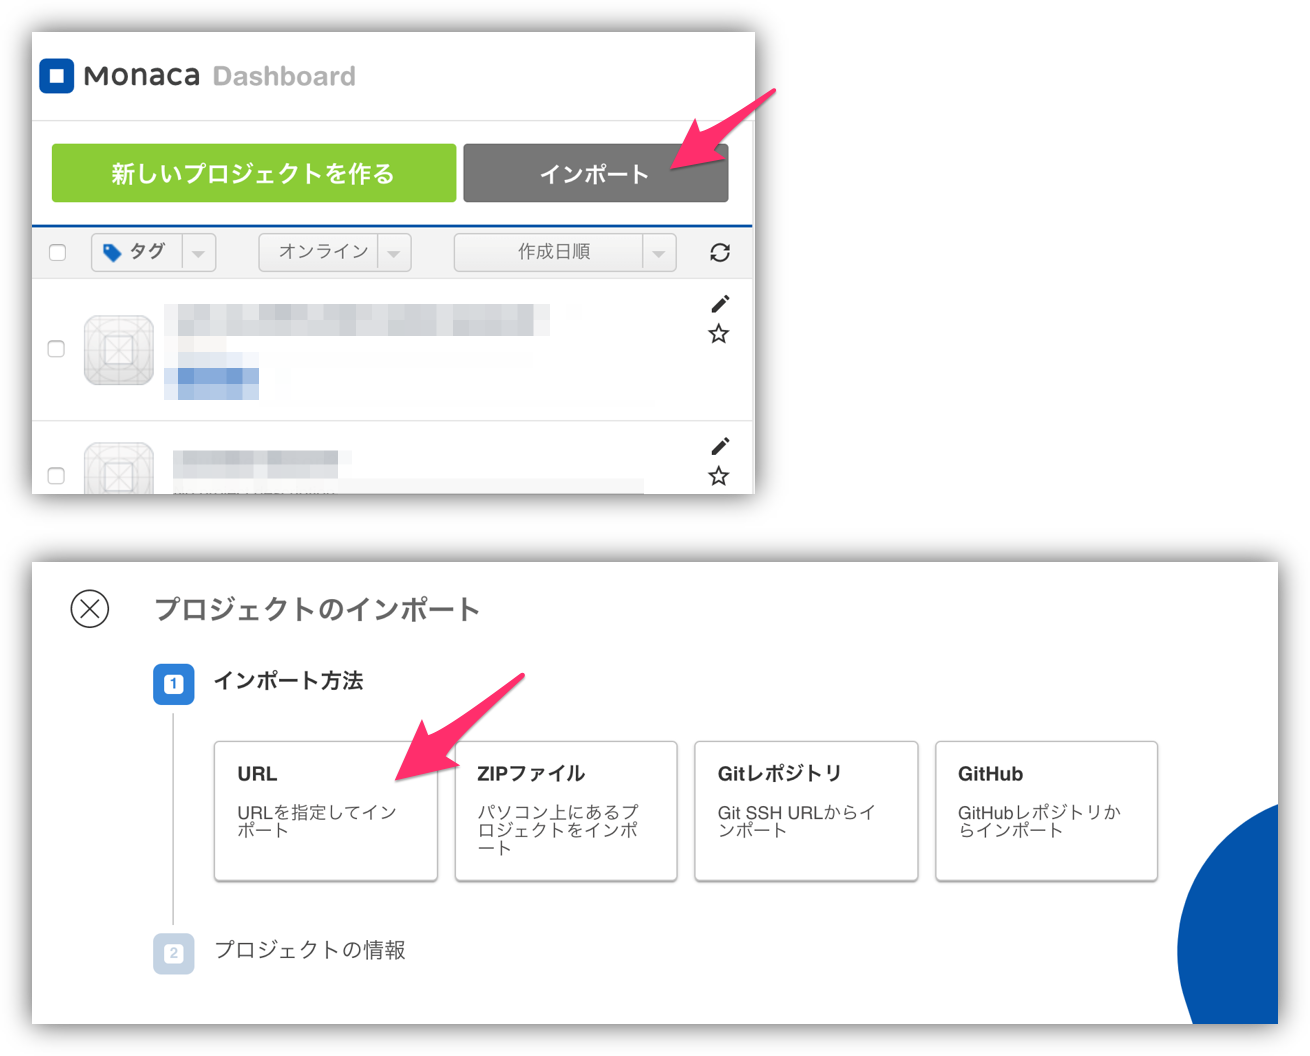 Monaca Dashboard
新しいプロジェクトを作る インポート
タグ オンライン 作成日順
プロジェクトのインポート
1 インポート方法
URL
URLを指定してイン
ポート
ZIPファイル
パソコン上にあるプ
ロジェクトをインポ
ート
Gitレポジトリ
Git SSH URLからイ
ンポート
GitHub
GitHubレポジトリか
らインポート
2 プロジェクトの情報